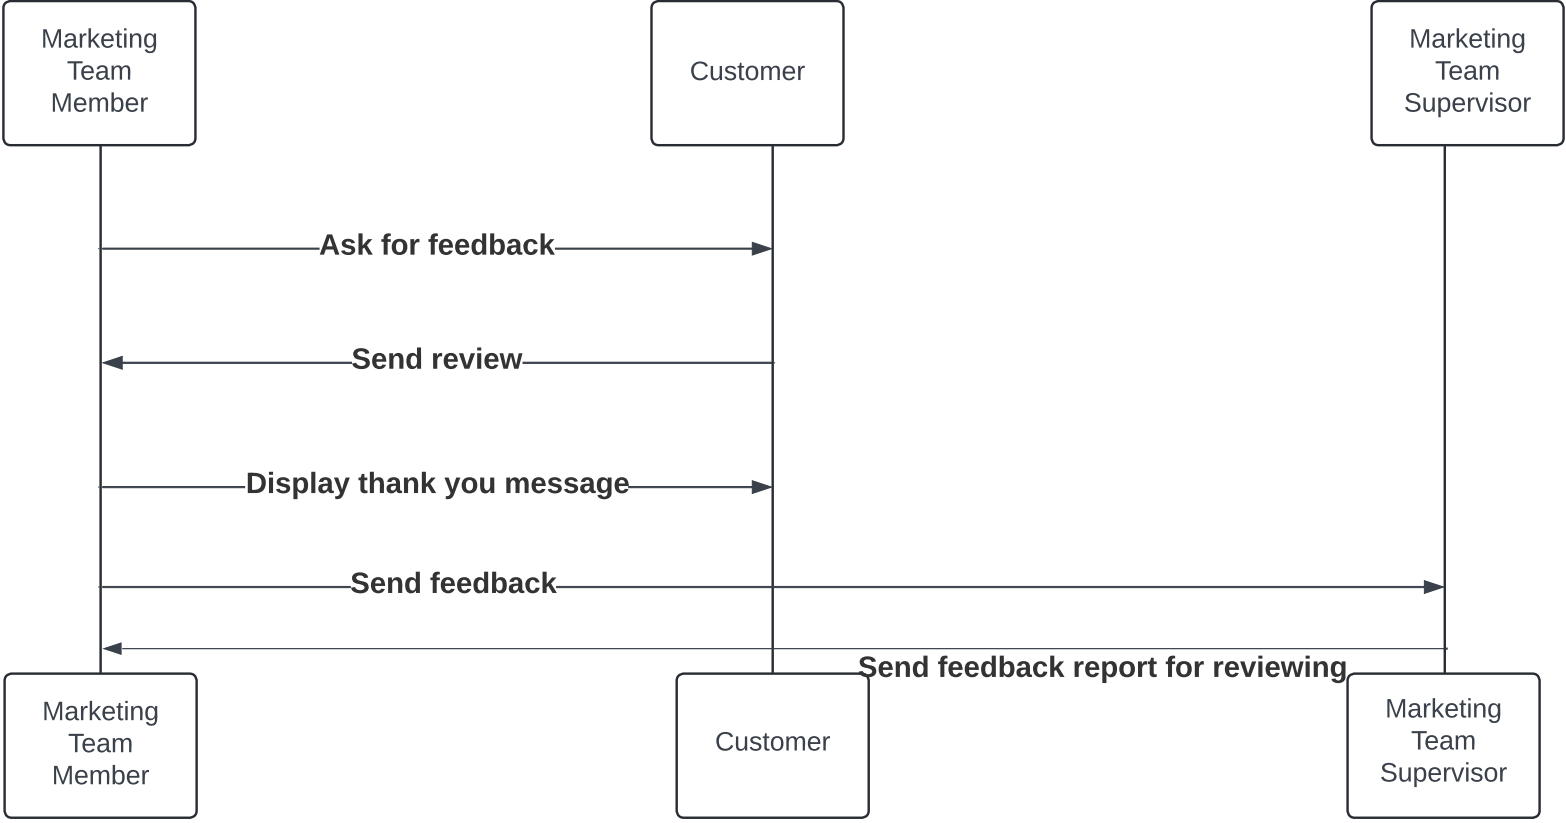 Marketing
Team
Member
Customer
Marketing
Team
Supervisor
Ask for feedback
Send review
Display thank you message
Send feedback
Send feedback report for reviewing
Marketing
Team
Member
Customer
Marketing
Team
Supervisor